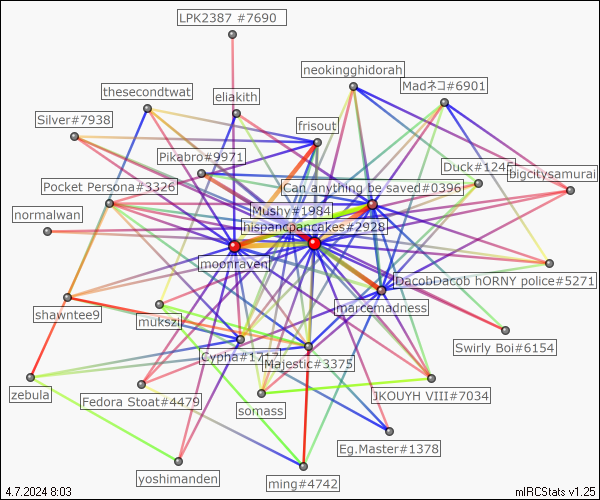 LPK2387 #7690
neokingghidorah
thesecondtwat
Madネコ#6901
eliakith
Silver#7938
frisout
Pikabro#9971
Duck#124
bigcitysamurai
Pocket Persona#3326
Can anything be saved#0396
Mushy#1984
normalwan
hispancpancakes#2928
moonraven
DacobDacob hORNY police#5271
shawntee9
mukszi
marcemadness
Cypha#1717
Majestic#3375
Swirly Boi#6154
zebula
Fedora Stoat#4479
somass
JKOUYH VIII#7034
Eg.Master#1378
yoshimanden
ming#4742
4.7.2024 8:03
mIRCStats v1.25